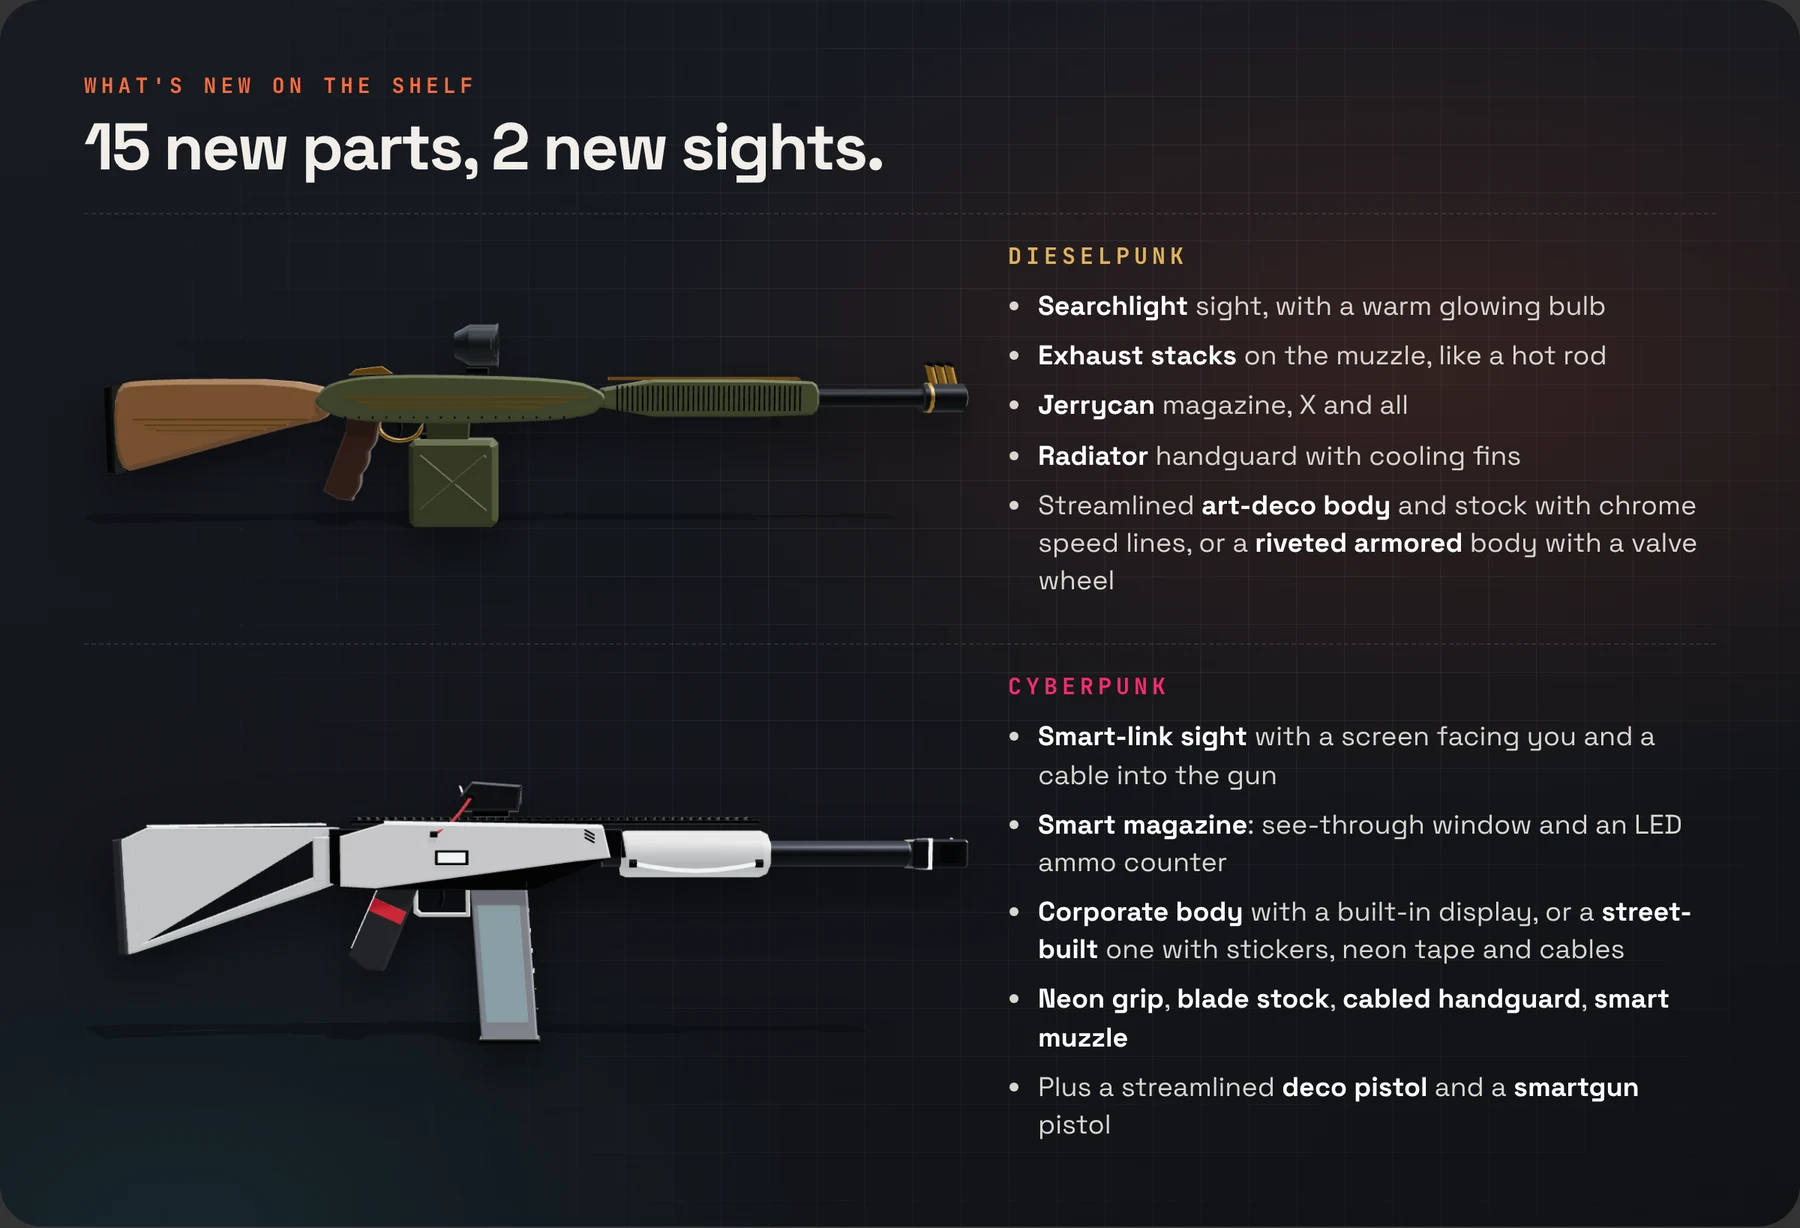 WHAT'S NEW ON THE SHELF
15 new parts, 2 new sights.
DIESELPUNK
• Searchlight sight, with a warm glowing bulb
• Exhaust stacks on the muzzle, like a hot rod
• Jerrycan magazine, X and all
• Radiator handguard with cooling fins
• Streamlined art-deco body and stock with chrome
speed lines, or a riveted armored body with a valve
wheel
CYBERPUNK
• Smart-link sight with a screen facing you and a
cable into the gun
• Smart magazine: see-through window and an LED
ammo counter
• Corporate body with a built-in display, or a street-
built one with stickers, neon tape and cables
• Neon grip, blade stock, cabled handguard, smart
muzzle
• Plus a streamlined deco pistol and a smartgun
pistol